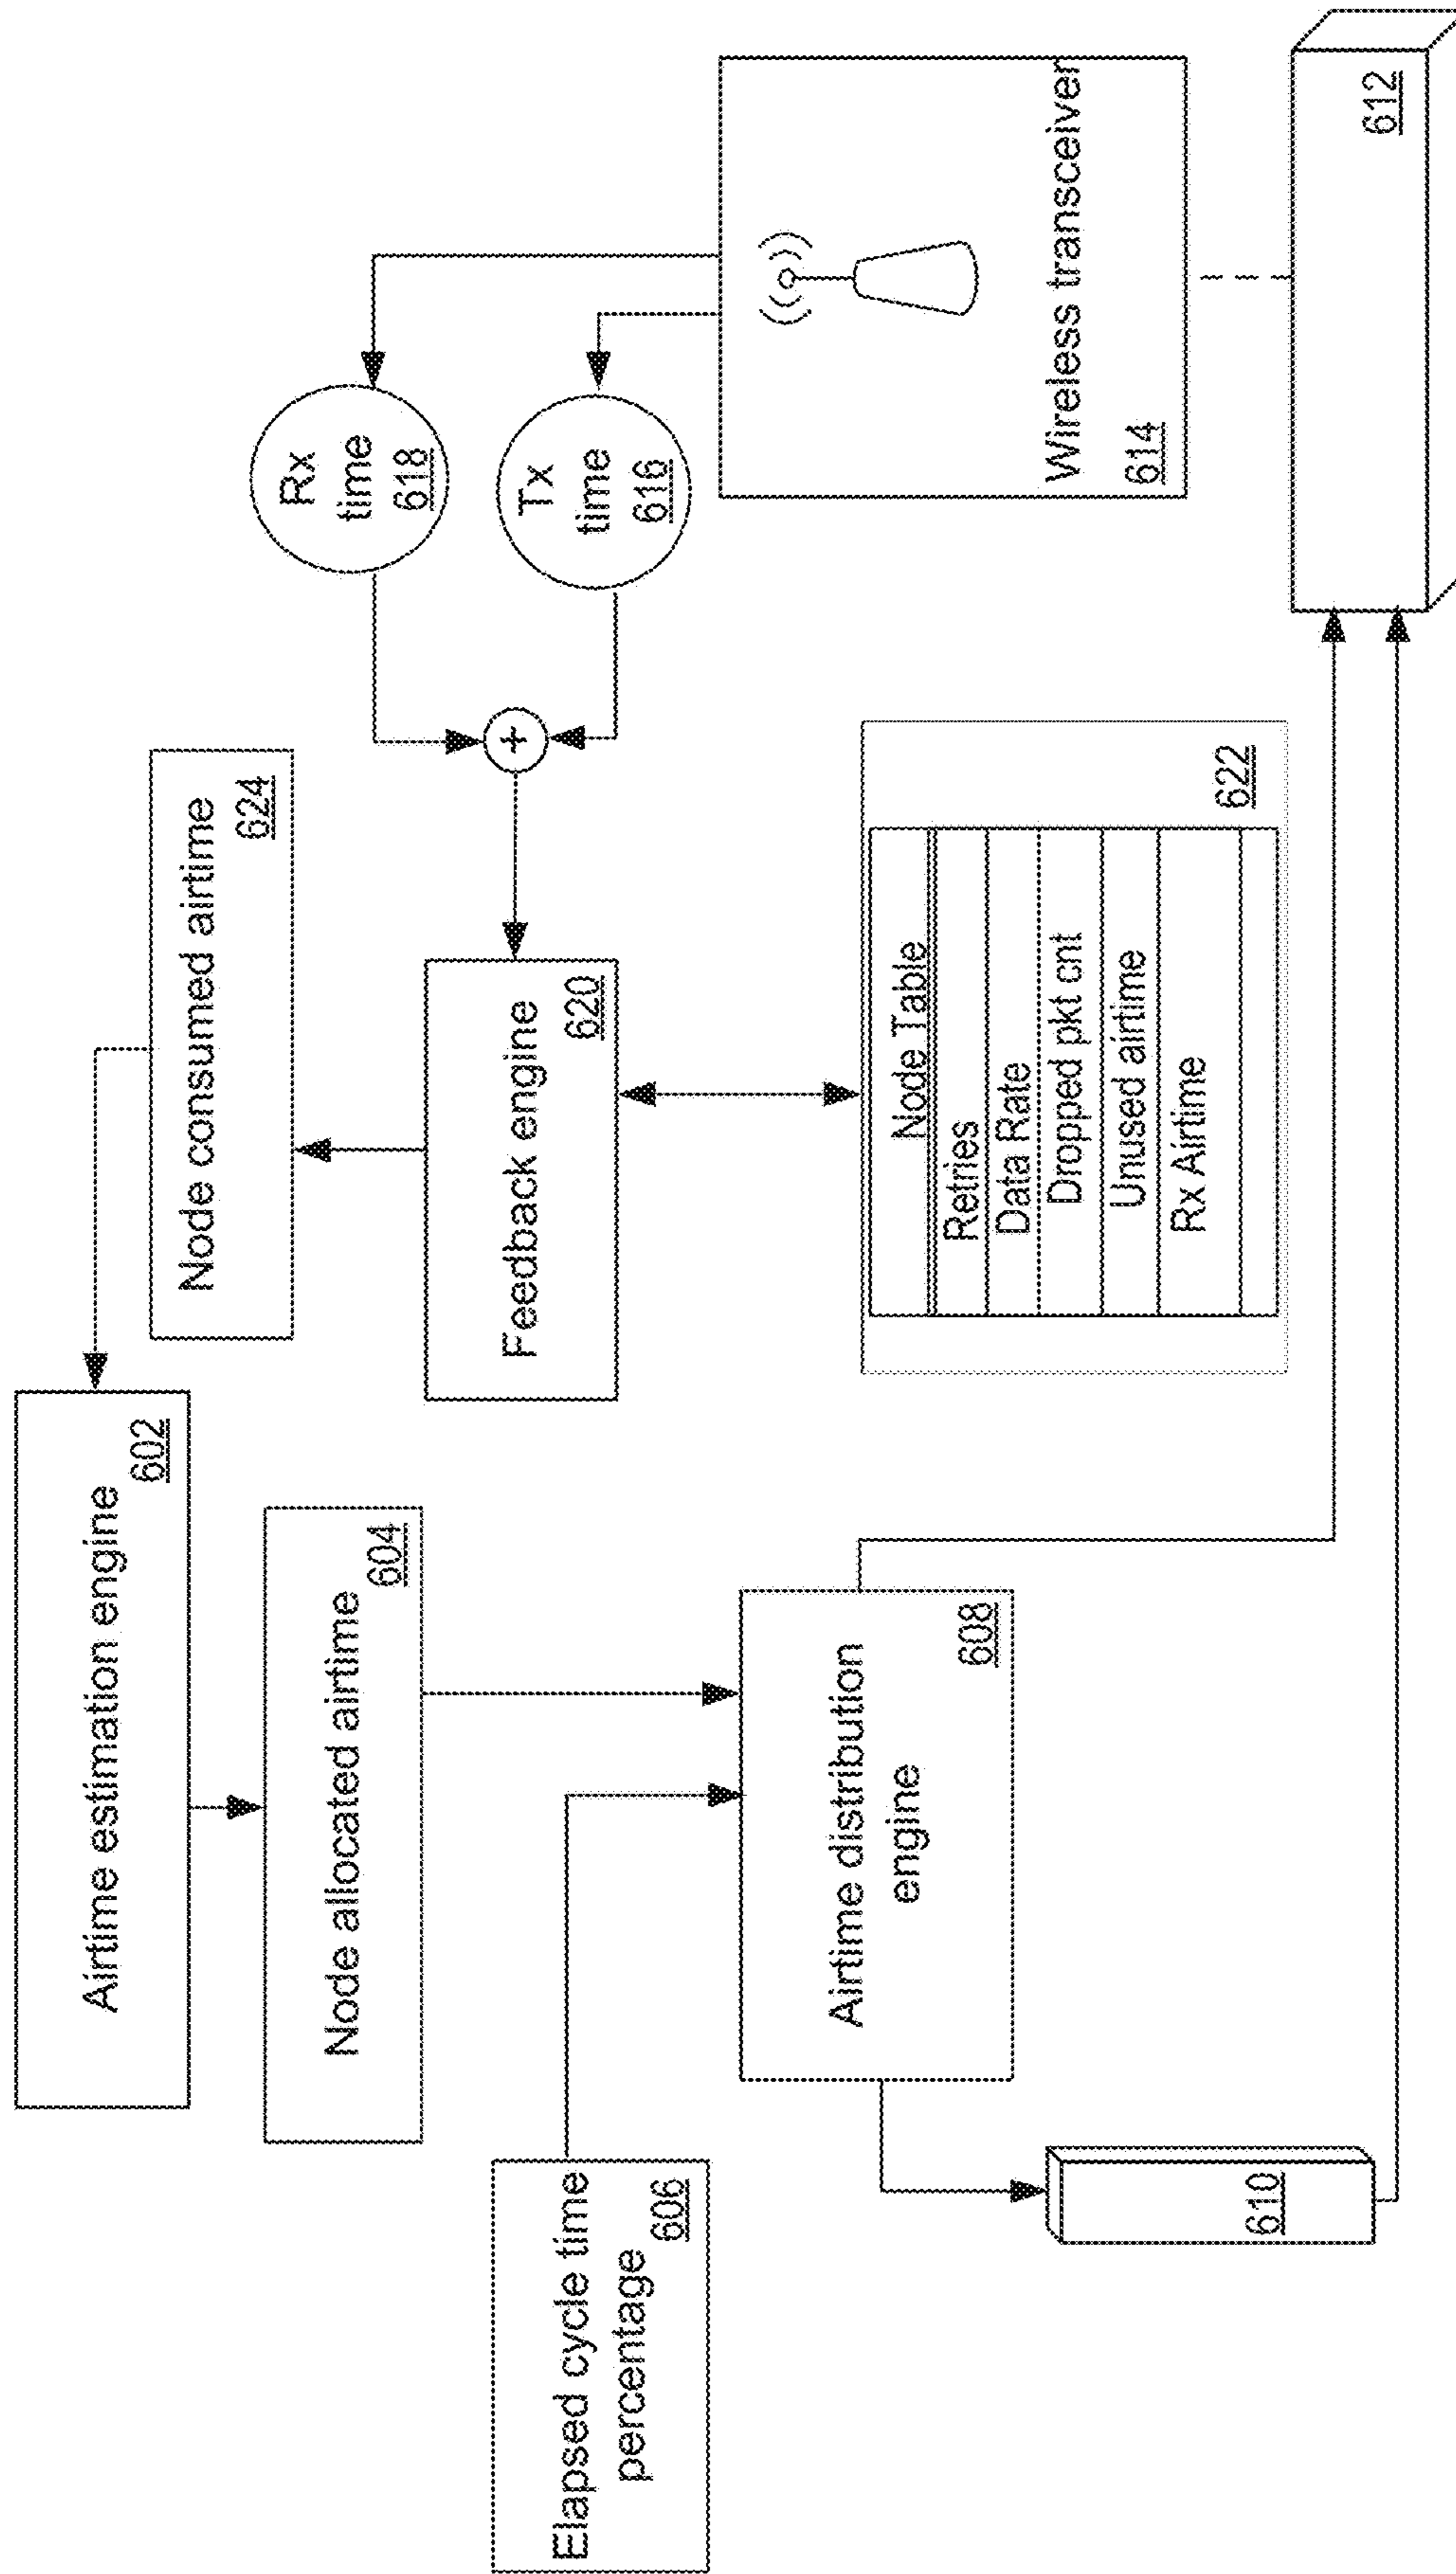 Airtime estimation engine
602
Node allocated airtime
604
Elapsed cycle time
percentage
606
Airtime distribution
engine
608
610
Node consumed airtime
624
Feedback engine
620
Node Table
Retries
Data Rate
Dropped pkt cnt
Unused airtime
Rx Airtime
622
+
Rx
time
618
Tx
time
616
Wireless transceiver
614
612